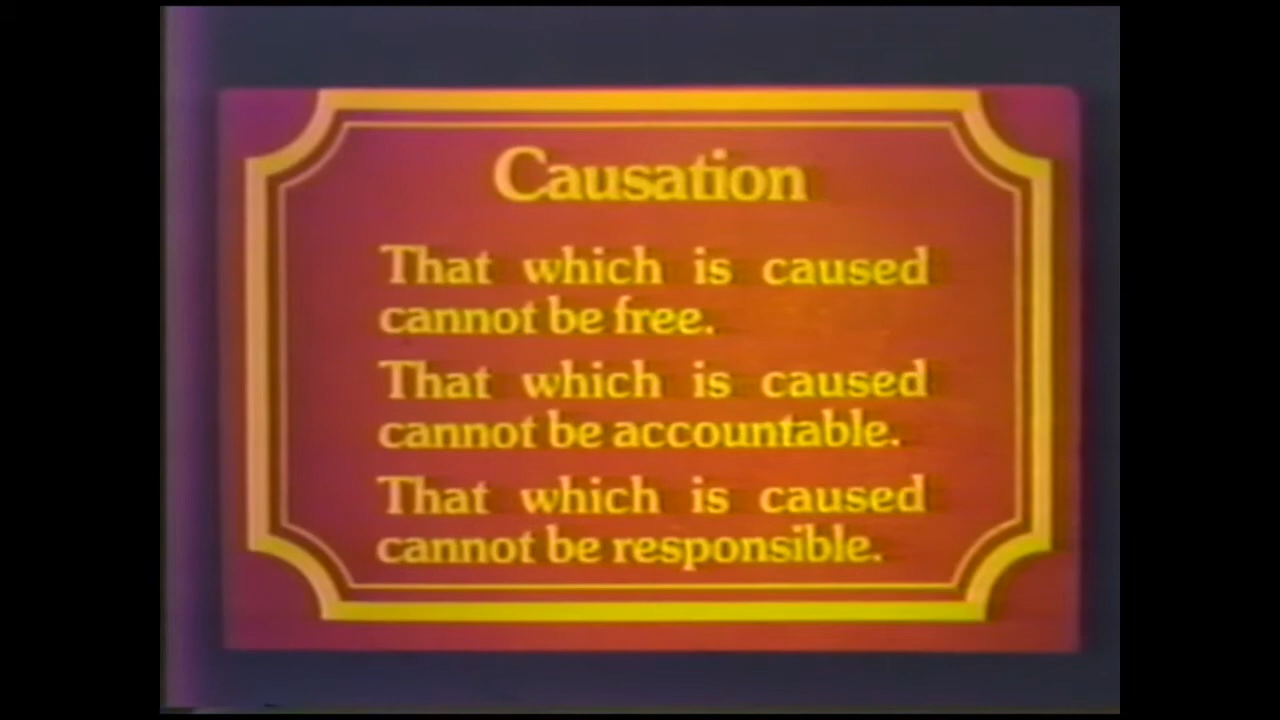 Causation
That which is caused
cannot be free.
That which is caused
cannot be accountable.
That which is caused
cannot be responsible.